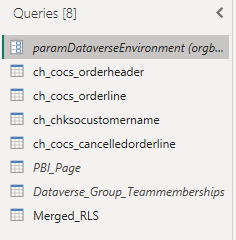 Queries [8]
paramDataverseEnvironment (orgb...
ch_cocs_orderheader
ch_cocs_orderline
ch_chksocustomername
ch_cocs_cancelledorderline
PBI_Page
Dataverse_Group_Teammemberships
Merged_RLS